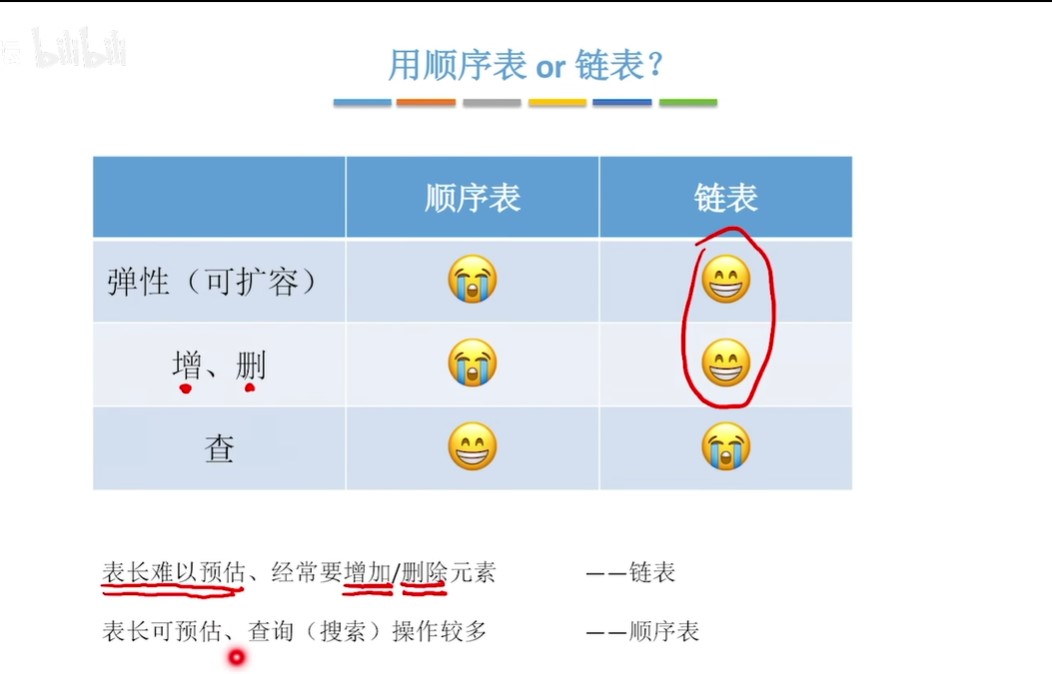 bilibili
用顺序表 or 链表？
顺序表 链表
弹性（可扩容） 😭 😁
增、删 😭 😁
查 😁 😭
表长难以预估、经常要增加/删除元素 ——链表
表长可预估、查询（搜索）操作较多 ——顺序表